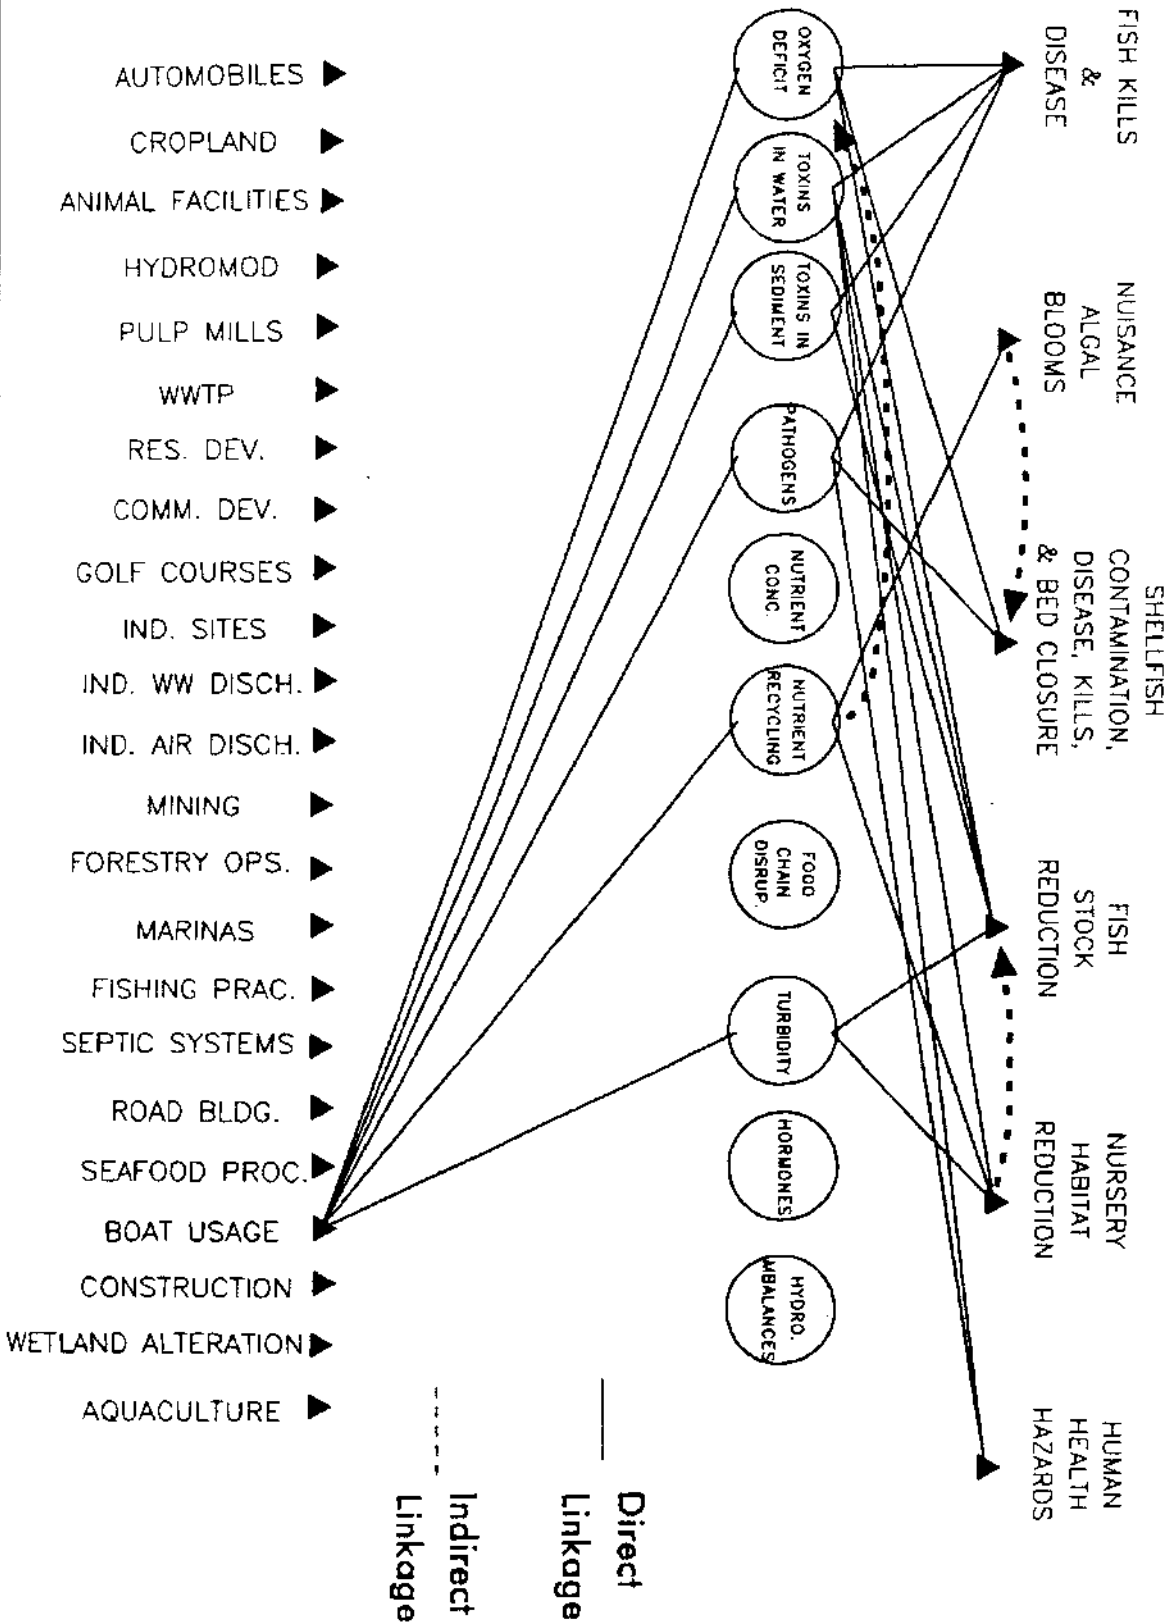 AUTOMOBILES
CROPLAND
ANIMAL FACILITIES
HYDROMOD
PULP MILLS
WWTP
RES. DEV.
COMM. DEV.
GOLF COURSES
IND. SITES
IND. WW DISCH.
IND. AIR DISCH.
MINING
FORESTRY OPS.
MARINAS
FISHING PRAC.
SEPTIC SYSTEMS
ROAD BLDG.
SEAFOOD PROC.
BOAT USAGE
CONSTRUCTION
WETLAND ALTERATION
AQUACULTURE
OXYGEN
DEFICIT
TOXINS
IN WATER
TOXINS IN
SEDIMENT
PATHOGENS
NUTRIENT
CONC.
NUTRIENT
RECYCLING
FOOD
CHAIN
DISRUP.
TURBIDITY
HORMONES
HYDRO.
MBALANCES
FISH KILLS
&
DISEASE
NUISANCE
ALGAL
BLOOMS
SHELLFISH
CONTAMINATION,
DISEASE, KILLS,
& BED CLOSURE
FISH
STOCK
REDUCTION
NURSERY
HABITAT
REDUCTION
HUMAN
HEALTH
HAZARDS
Direct
Linkage
Indirect
Linkage